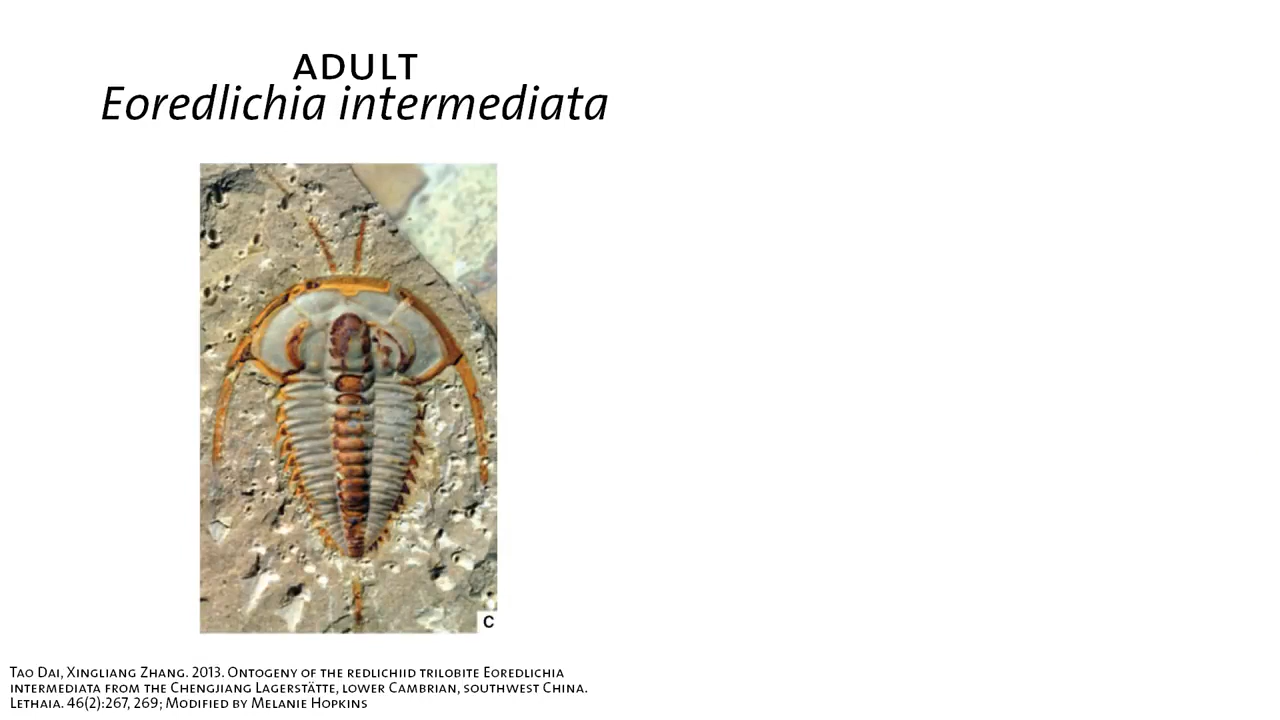 ADULT
Eoredlichia intermediata
C
Tao Dai, Xingliang Zhang. 2013. Ontogeny of the redlichiid trilobite Eoredlichia
intermediata from the Chengjiang Lagerstätte, lower Cambrian, southwest China.
Lethaia. 46(2):267, 269; Modified by Melanie Hopkins